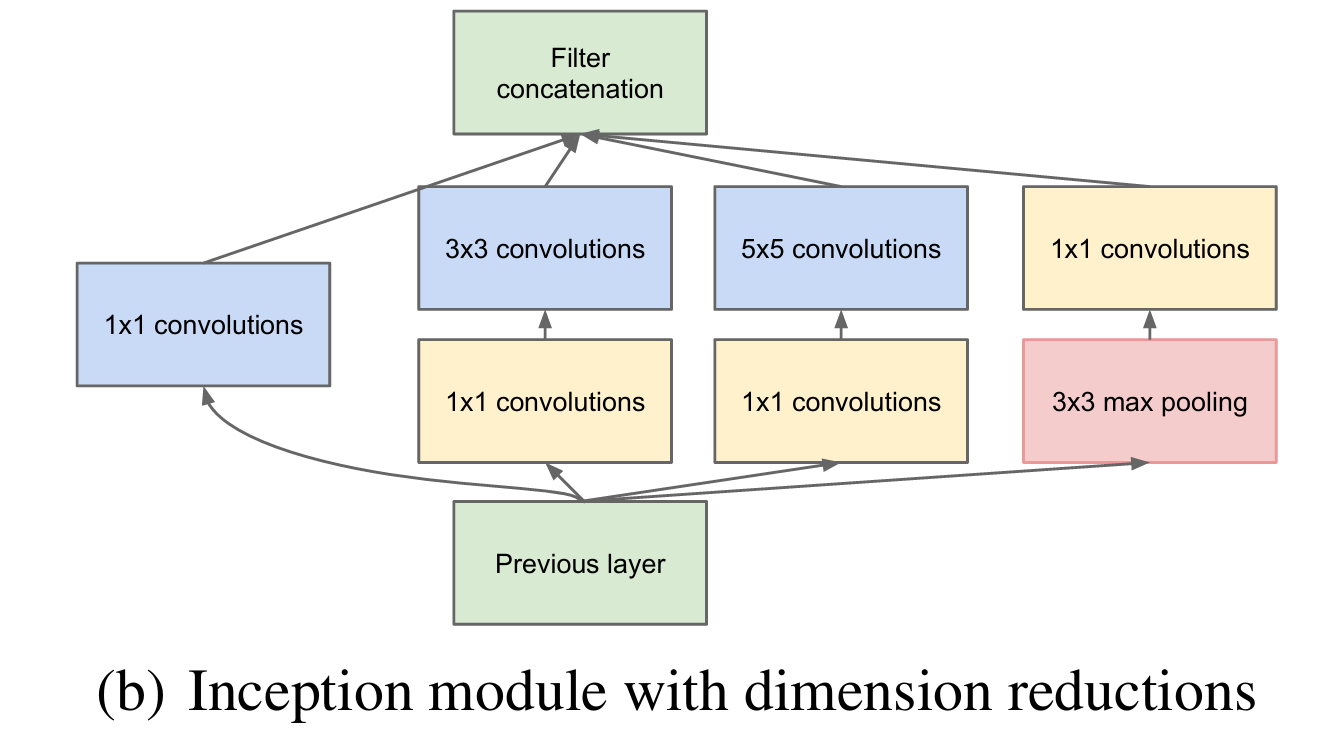 Filter
concatenation
3x3 convolutions
5x5 convolutions
1x1 convolutions
1x1 convolutions
1x1 convolutions
1x1 convolutions
3x3 max pooling
Previous layer
(b) Inception module with dimension reductions